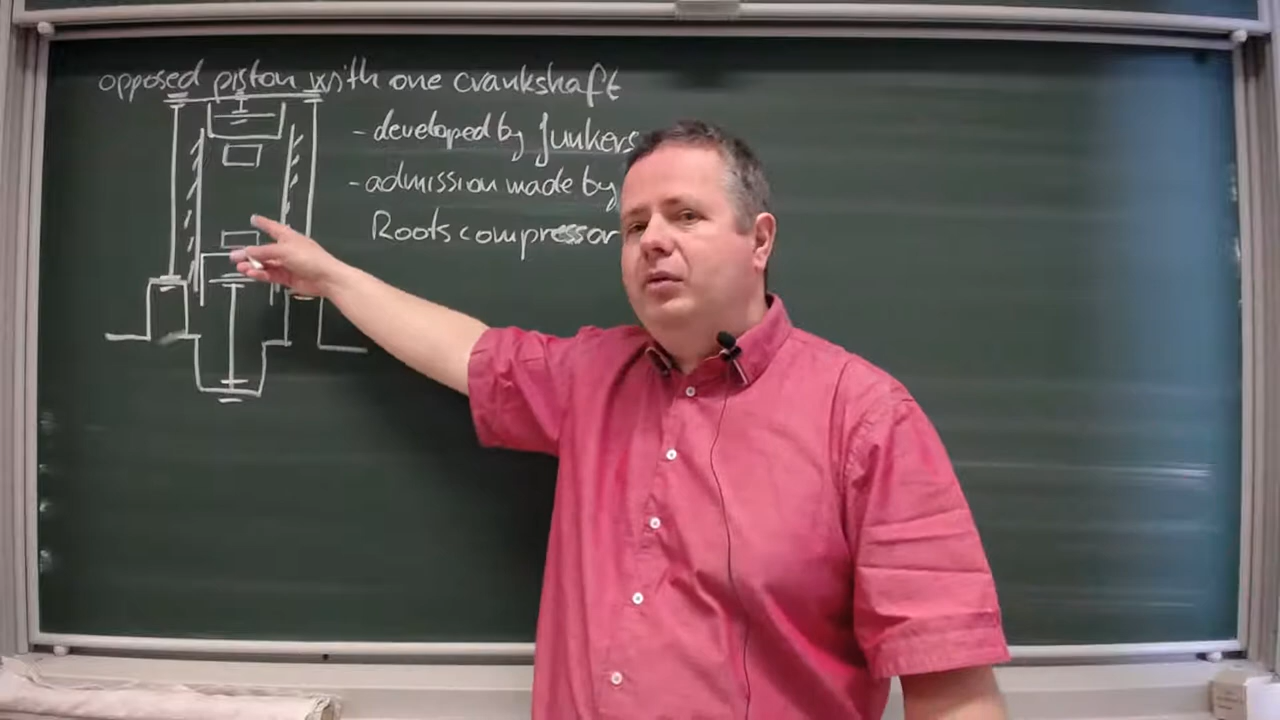 opposed piston with one crankshaft
- developed by Junkers
- admission made by
Roots compressor